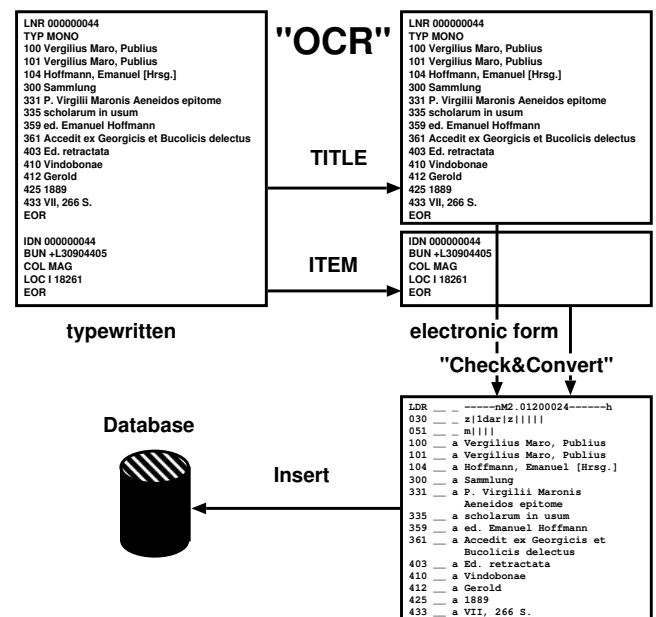 LNR 000000044
TYP MONO
100 Vergilius Maro, Publius
101 Vergilius Maro, Publius
104 Hoffmann, Emanuel [Hrsg.]
300 Sammlung
331 P. Virgilii Maronis Aeneidos epitome
335 scholarum in usum
359 ed. Emanuel Hoffmann
361 Accedit ex Georgicis et Bucolicis delectus
403 Ed. retractata
410 Vindobonae
412 Gerold
425 1889
433 VII, 266 S.
EOR
IDN 000000044
BUN +L30904405
COL MAG
LOC I 18261
EOR
typewritten
"OCR"
TITLE
ITEM
LNR 000000044
TYP MONO
100 Vergilius Maro, Publius
101 Vergilius Maro, Publius
104 Hoffmann, Emanuel [Hrsg.]
300 Sammlung
331 P. Virgilii Maronis Aeneidos epitome
335 scholarum in usum
359 ed. Emanuel Hoffmann
361 Accedit ex Georgicis et Bucolicis delectus
403 Ed. retractata
410 Vindobonae
412 Gerold
425 1889
433 VII, 266 S.
EOR
IDN 000000044
BUN +L30904405
COL MAG
LOC I 18261
EOR
electronic form
"Check&Convert"
Database
Insert
LDR __ _ -----nM2.01200024------h
030 __ _ z|1dar|z|||||
051 __ _ m||||
100 __ a Vergilius Maro, Publius
101 __ a Vergilius Maro, Publius
104 __ a Hoffmann, Emanuel [Hrsg.]
300 __ a Sammlung
331 __ a P. Virgilii Maronis
Aeneidos epitome
335 __ a scholarum in usum
359 __ a ed. Emanuel Hoffmann
361 __ a Accedit ex Georgicis et
Bucolicis delectus
403 __ a Ed. retractata
410 __ a Vindobonae
412 __ a Gerold
425 __ a 1889
433 __ a VII, 266 S.